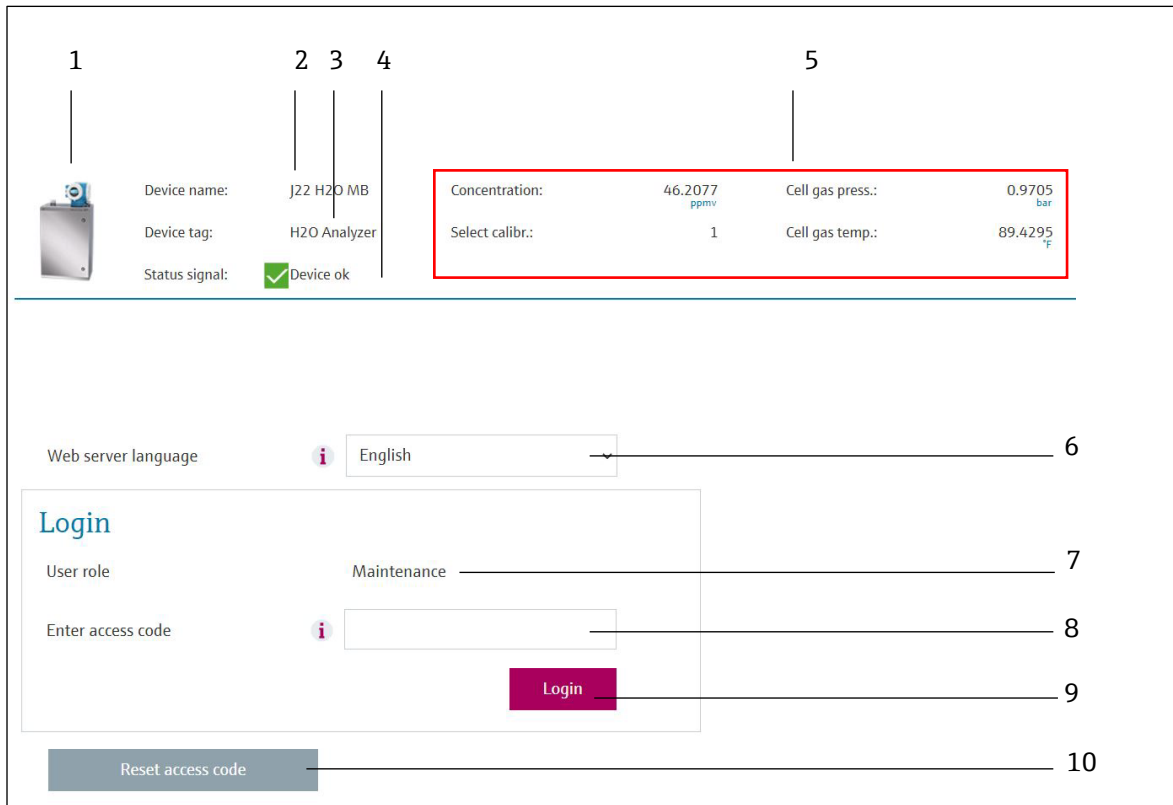 1 2 3 4 5
Device name: J22 H2O MB Concentration: 46.2077 ppmv Cell gas press.: 0.9705 bar
Device tag: H2O Analyzer Select calibr.: 1 Cell gas temp.: 89.4295 °F
Status signal: Device ok
Web server language i English 6
Login
User role Maintenance 7
Enter access code i 8
Login 9
Reset access code 10